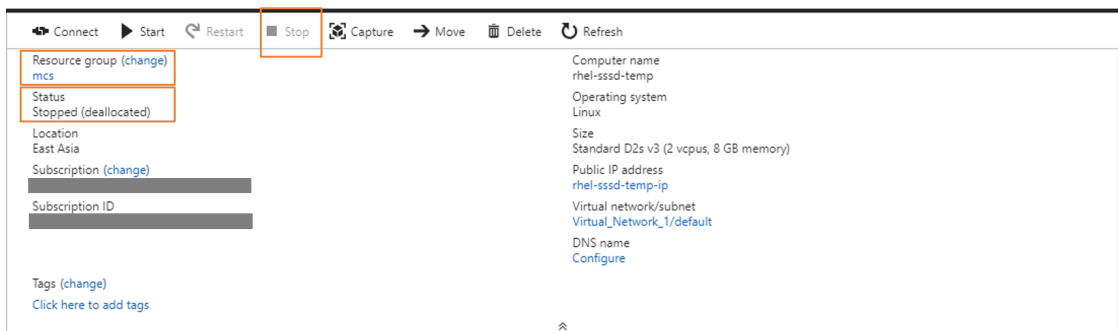 Connect Start Restart Stop Capture Move Delete Refresh
Resource group (change)
mcs
Status
Stopped (deallocated)
Location
East Asia
Subscription (change)
Subscription ID
Tags (change)
Click here to add tags
Computer name
rhel-sssd-temp
Operating system
Linux
Size
Standard D2s v3 (2 vcpus, 8 GB memory)
Public IP address
rhel-sssd-temp-ip
Virtual network/subnet
Virtual_Network_1/default
DNS name
Configure